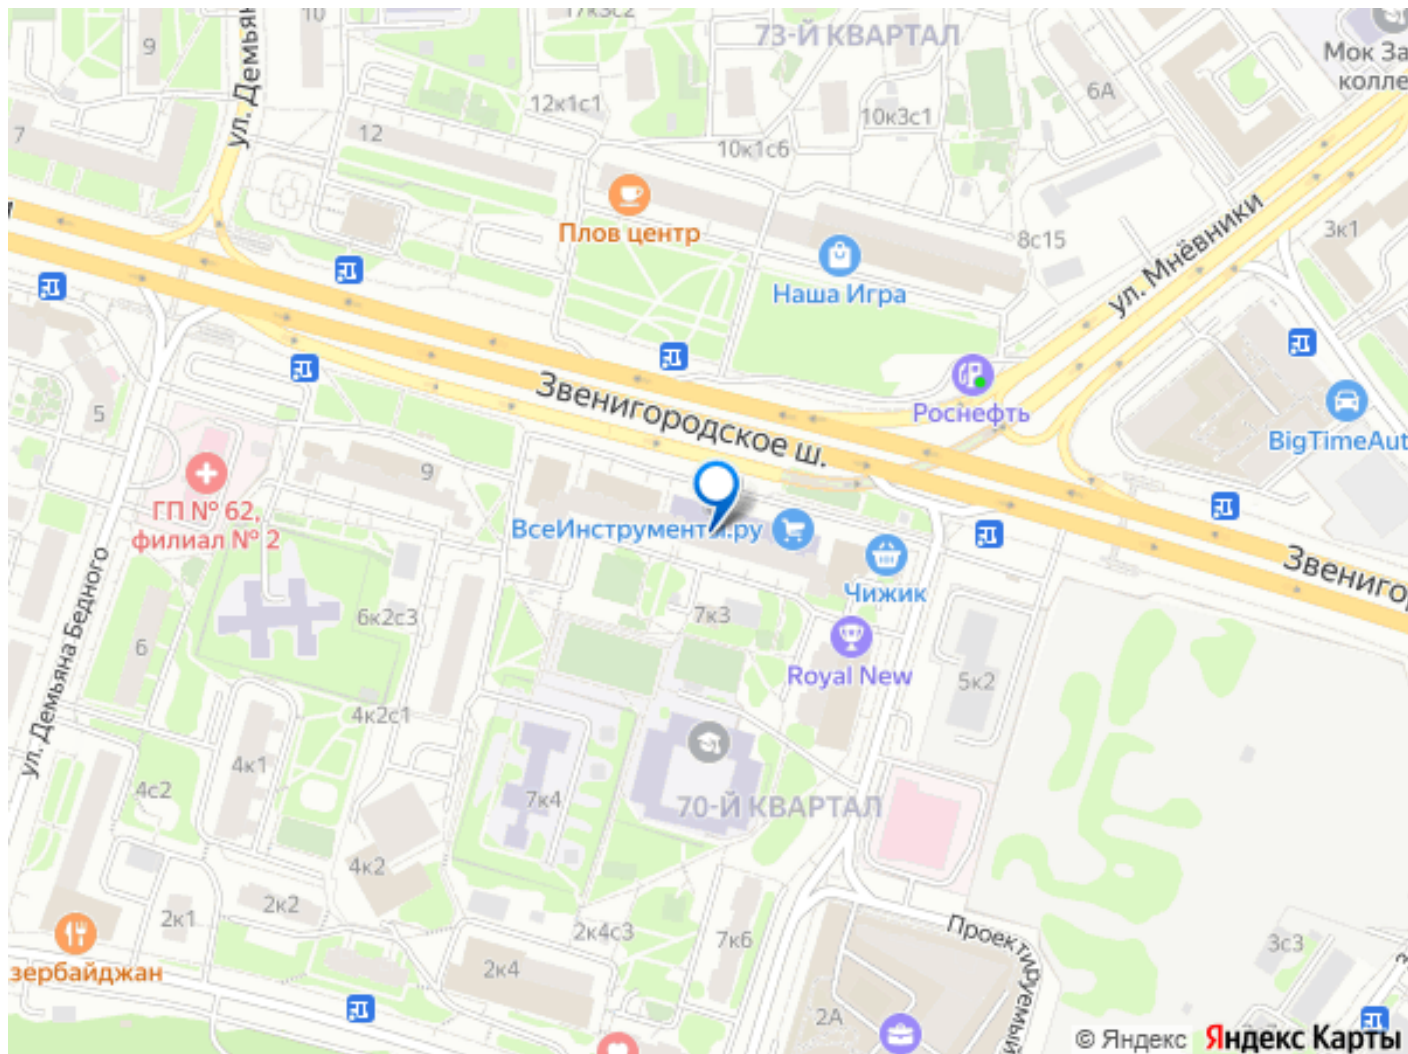 10
17к3с2
73-Й КВАРТАЛ
9
Мок За
колле
ул. Демьян
6А
12к1с1
12
10к3с1
7
10к1с6
Плов центр
8с15
ул. Мнёвники
3к1
Наша Игра
Звенигородское ш.
Роснефть
5
BigTimeAut
9
ГП № 62,
филиал № 2
ВсеИнструменты.ру
Чижик
Звенигор
ул. Демьяна Бедного
6к2с3
7к3
6
Royal New
5к2
4к2с1
4к1
4с2
7к4
70-Й КВАРТАЛ
4к2
2к2
2к1
2к4с3
7к6
Проектируемый
3с3
зербайджан
2к4
2А
© Яндекс
Яндекс Карты